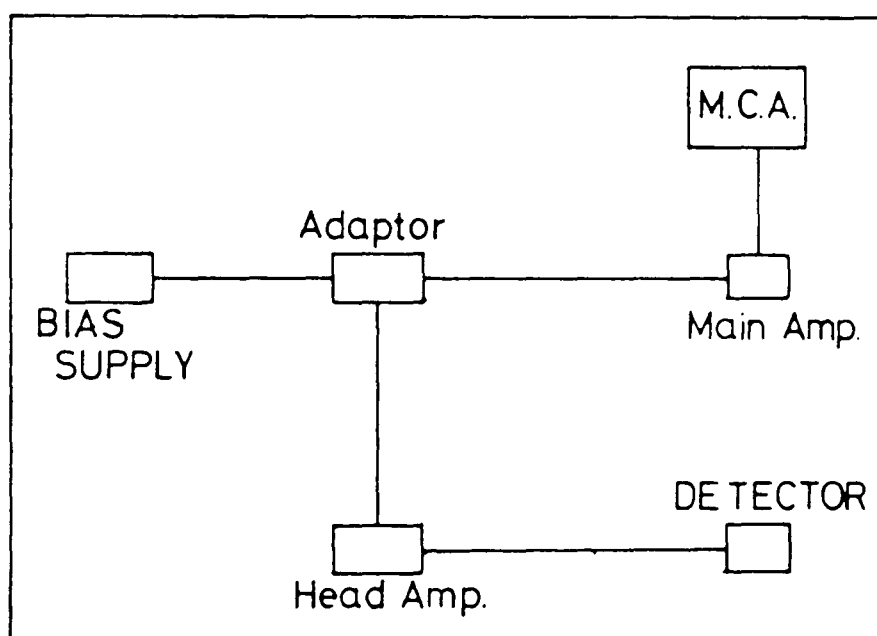 M.C.A.
Adaptor
BIAS
SUPPLY
Main Amp.
DETECTOR
Head Amp.